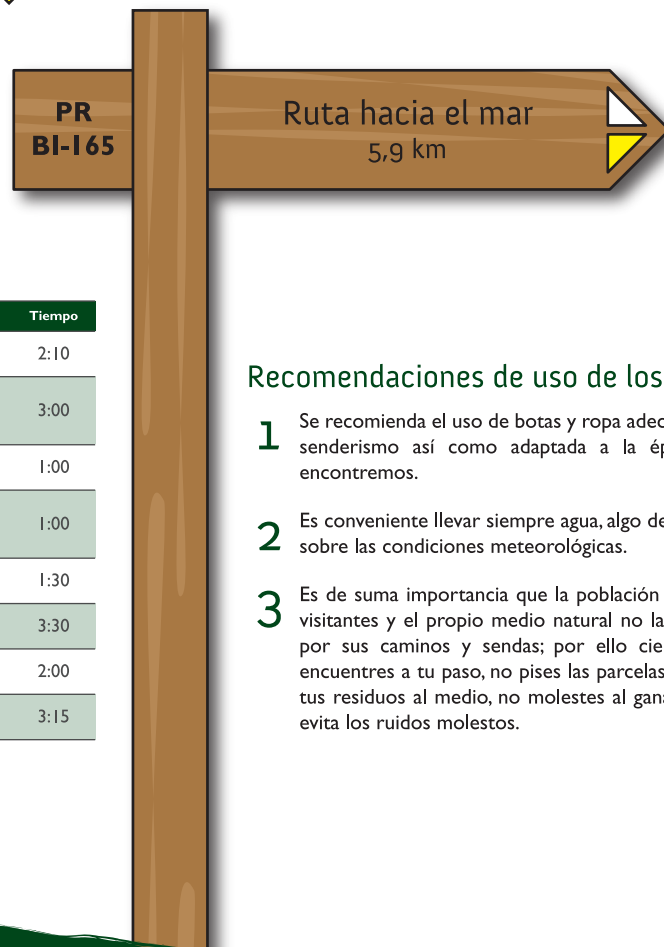 PR
BI-165
Ruta hacia el mar
5,9 km
Tiempo
2:10
3:00
1:00
1:00
1:30
3:30
2:00
3:15
Recomendaciones de uso de los
1
Se recomienda el uso de botas y ropa
senderismo así como adaptada a la
encontremos.
2
Es conveniente llevar siempre agua, algo de
sobre las condiciones meteorológicas.
3
Es de suma importancia que la población
visitantes y el propio medio natural no
por sus caminos y sendas; por ello
encuentres a tu paso, no pises las parcelas
tus residuos al medio, no molestes al
evita los ruidos molestos.